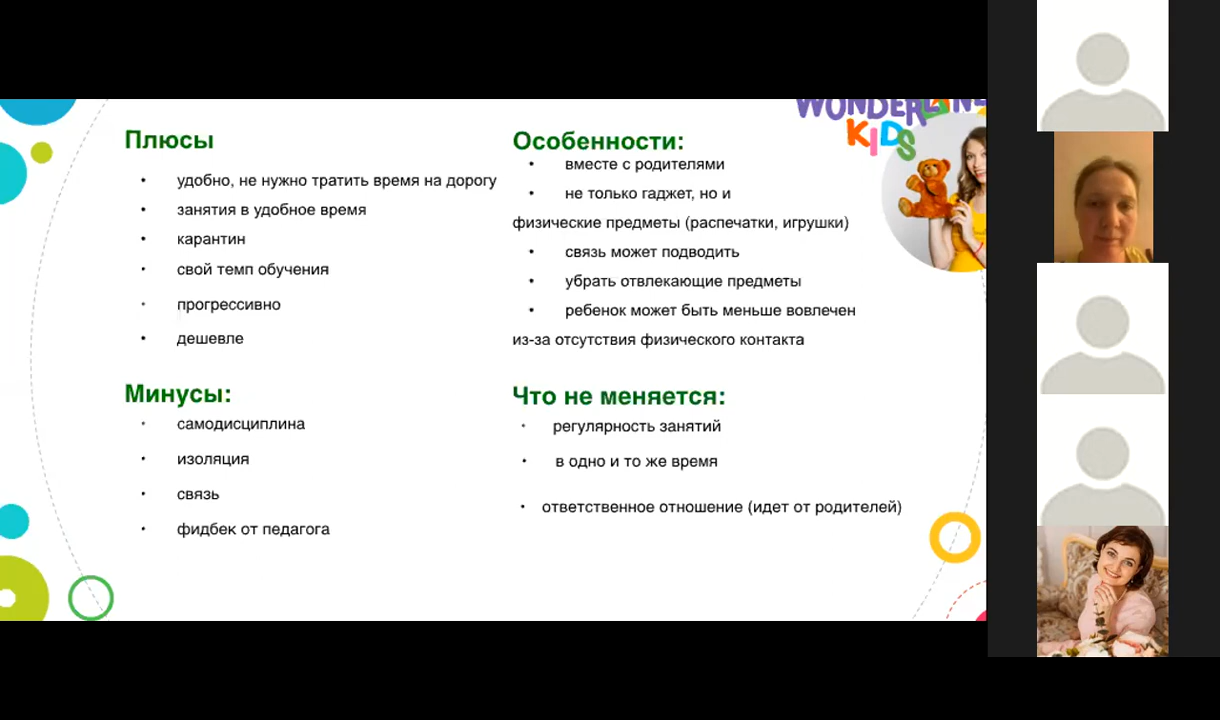 WONDERLAND
KIDS
Плюсы
удобно, не нужно тратить время на дорогу
занятия в удобное время
карантин
свой темп обучения
прогрессивно
дешевле
Минусы:
самодисциплина
изоляция
связь
фидбек от педагога
Особенности:
вместе с родителями
не только гаджет, но и
физические предметы (распечатки, игрушки)
связь может подводить
убрать отвлекающие предметы
ребенок может быть меньше вовлечен
из-за отсутствия физического контакта
Что не меняется:
регулярность занятий
в одно и то же время
ответственное отношение (идет от родителей)